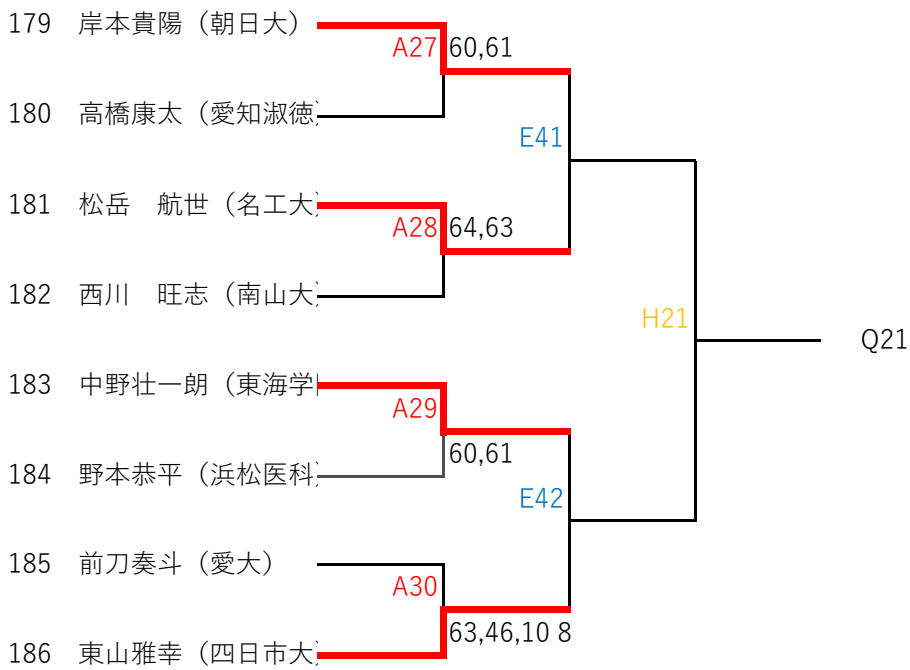 179 岸本貴陽（朝日大）
A27 60,61
180 高橋康太（愛知淑徳）
E41
181 松岳　航世（名工大）
A28 64,63
182 西川　旺志（南山大）
H21
Q21
183 中野壮一朗（東海学
A29
60,61
184 野本恭平（浜松医科）
E42
185 前刀奏斗（愛大）
A30
63,46,10 8
186 東山雅幸（四日市大）